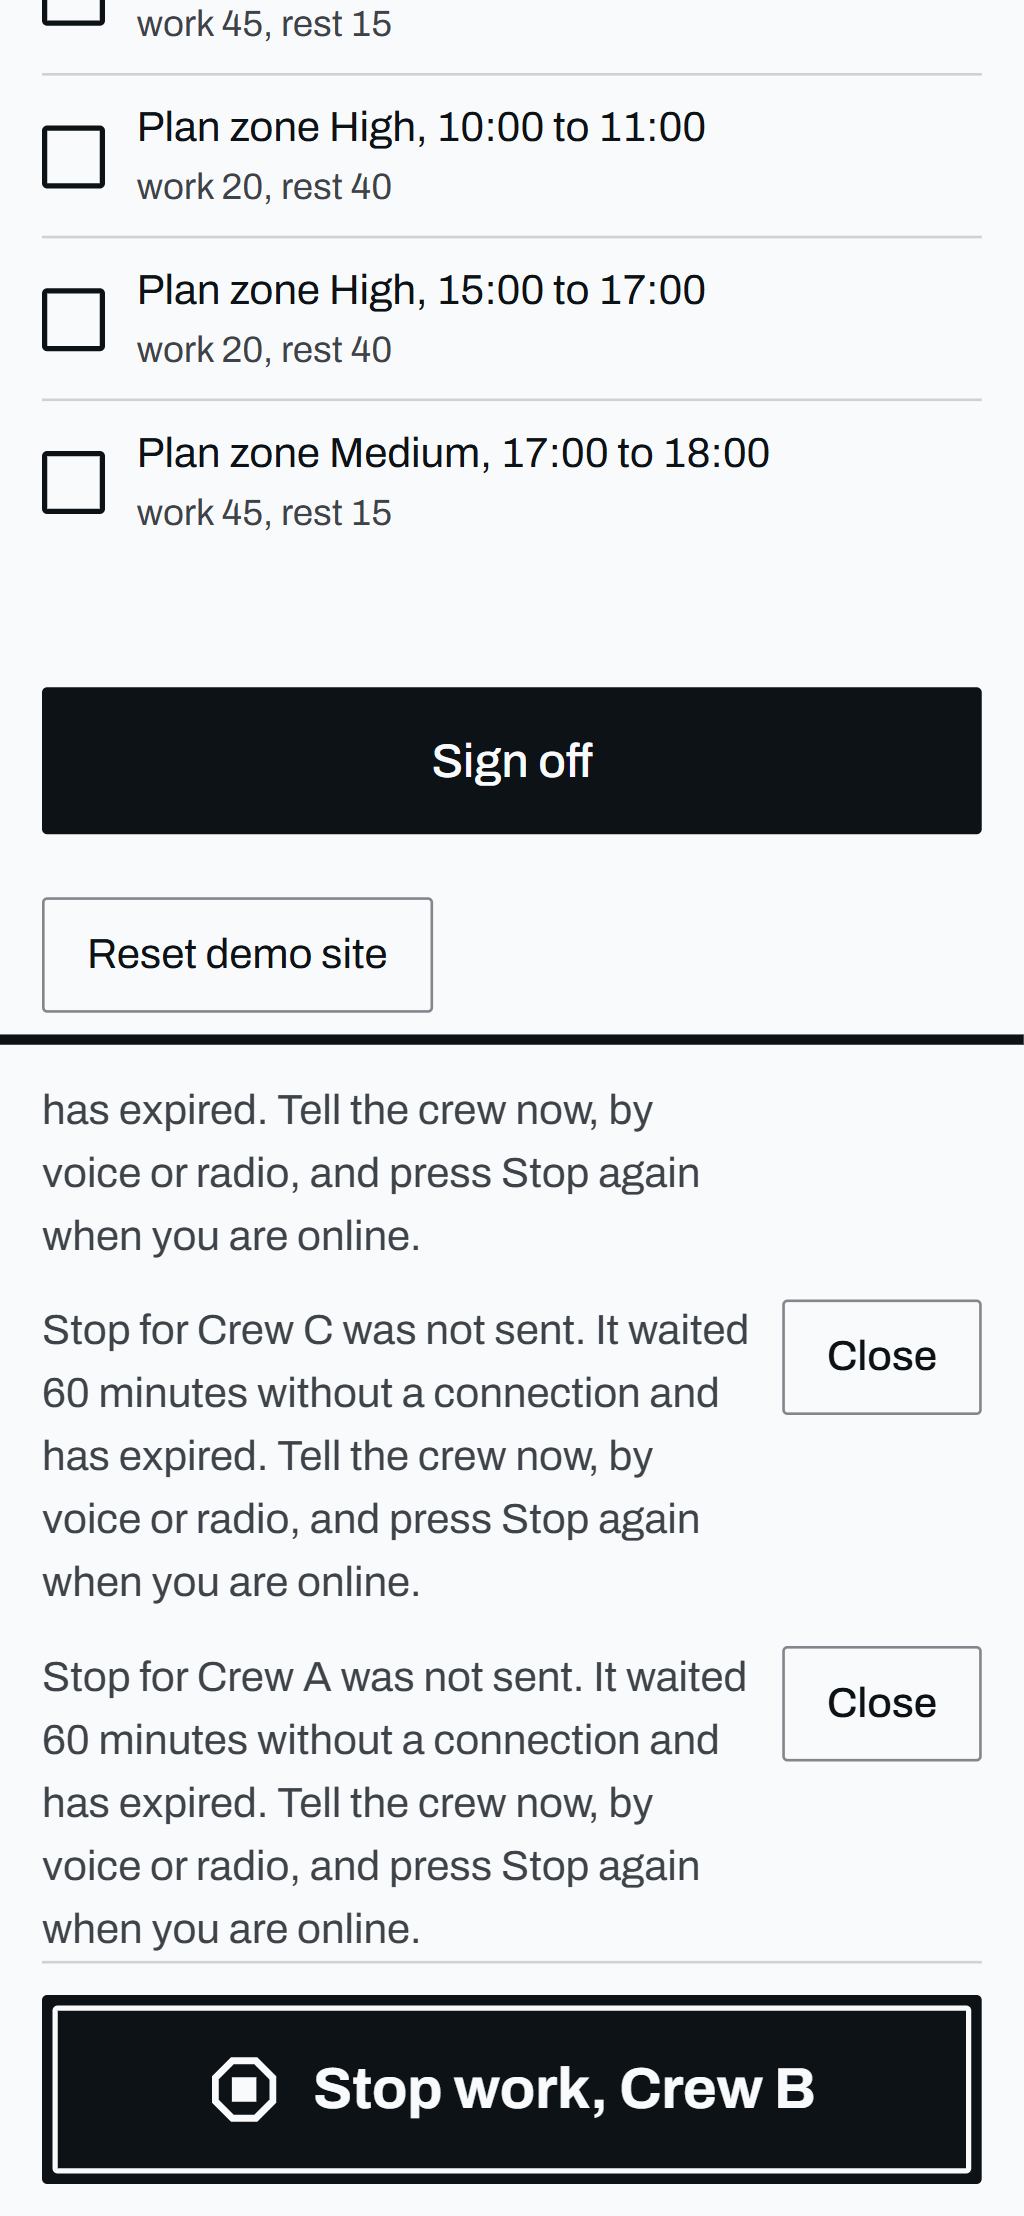 work 45, rest 15
Plan zone High, 10:00 to 11:00
work 20, rest 40
Plan zone High, 15:00 to 17:00
work 20, rest 40
Plan zone Medium, 17:00 to 18:00
work 45, rest 15
Sign off
Reset demo site
has expired. Tell the crew now, by
voice or radio, and press Stop again
when you are online.
Stop for Crew C was not sent. It waited
60 minutes without a connection and
has expired. Tell the crew now, by
voice or radio, and press Stop again
when you are online.
Close
Stop for Crew A was not sent. It waited
60 minutes without a connection and
has expired. Tell the crew now, by
voice or radio, and press Stop again
when you are online.
Close
Stop work, Crew B